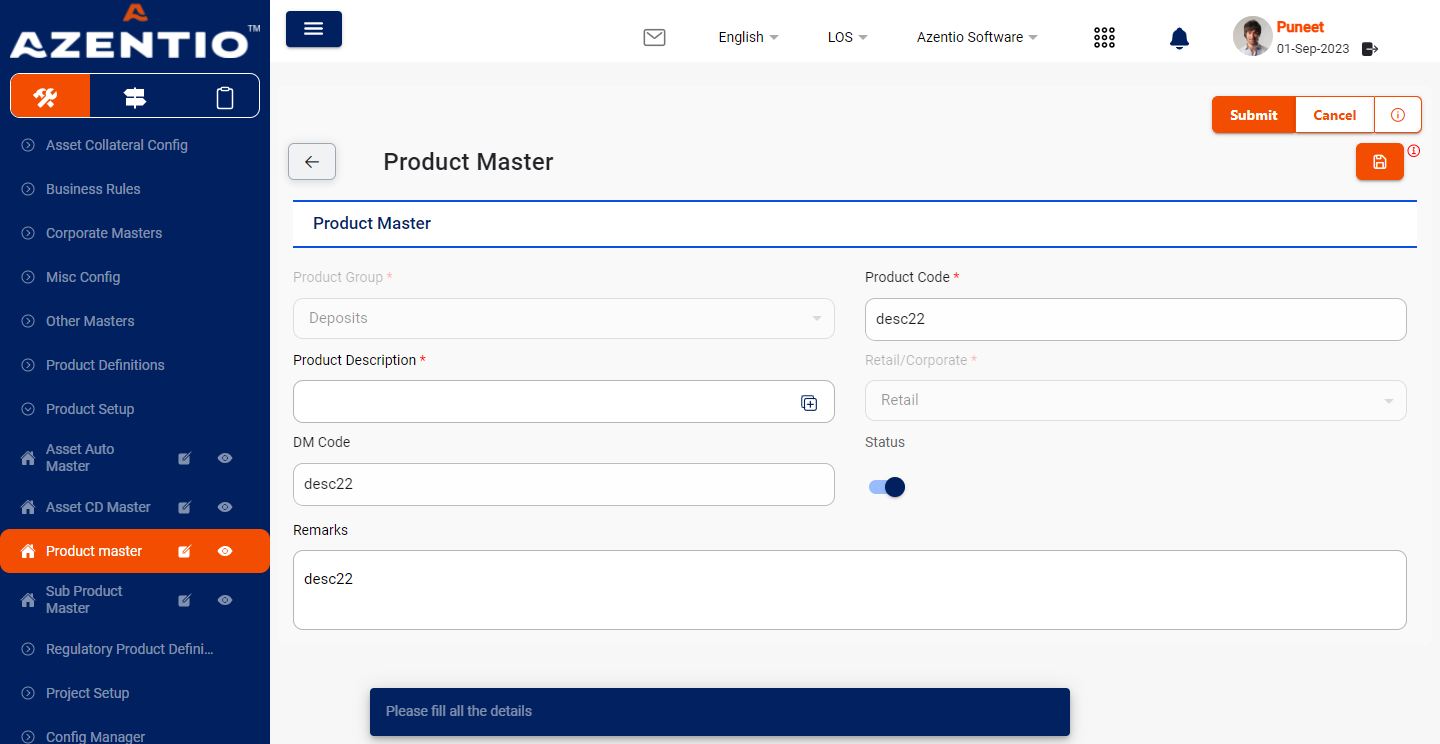 AZENTIO™
English
LOS
Azentio Software
Puneet
01-Sep-2023
Submit
Cancel
Product Master
Product Master
Asset Collateral Config
Business Rules
Corporate Masters
Misc Config
Other Masters
Product Definitions
Product Setup
Asset Auto
Master
Asset CD Master
Product master
Sub Product
Master
Regulatory Product Defini...
Project Setup
Config Manager
Product Group *
Deposits
Product Code *
desc22
Product Description *
Retail/Corporate *
Retail
DM Code
desc22
Status
Remarks
desc22
Please fill all the details